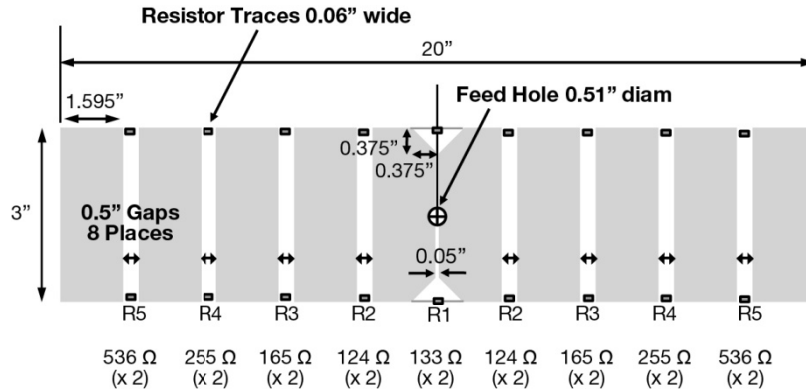 Resistor Traces 0.06” wide
20”
1.595”
Feed Hole 0.51” diam
0.375”
0.375”
3”
0.5” Gaps
8 Places
0.05”
R5 R4 R3 R2 R1 R2 R3 R4 R5
536 Ω 255 Ω 165 Ω 124 Ω 133 Ω 124 Ω 165 Ω 255 Ω 536 Ω
(x 2) (x 2) (x 2) (x 2) (x 2) (x 2) (x 2) (x 2) (x 2)